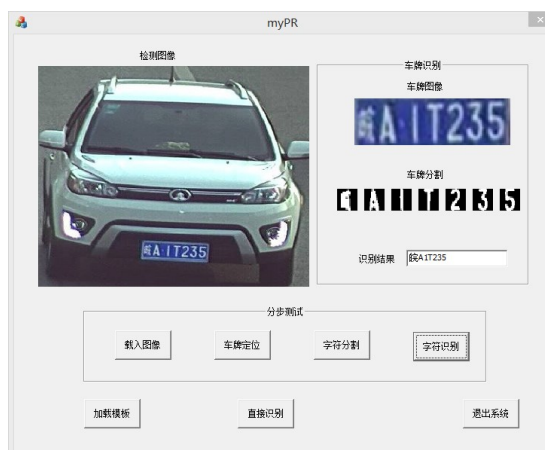 myPR
检测图像
皖A·1T235
车牌识别
车牌图像
皖A·1T235
车牌分割
皖A1T235
识别结果 皖A1T235
分步测试
载入图像 车牌定位 字符分割 字符识别
加载模板 直接识别 退出系统